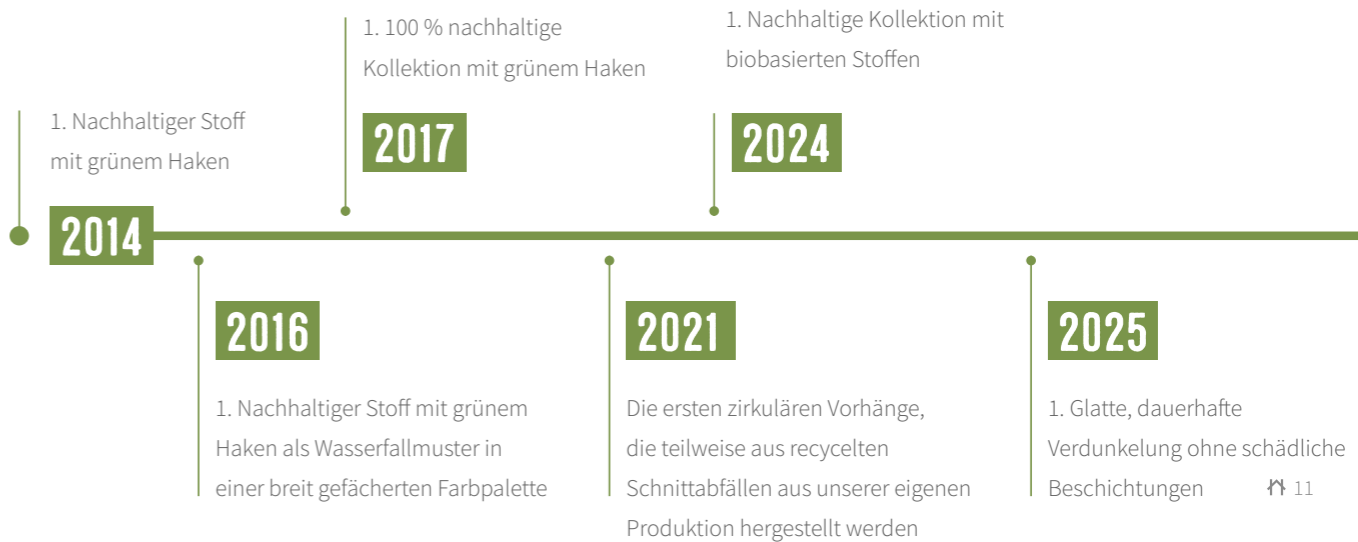 1. Nachhaltiger Stoff
mit grünem Haken
2014
2016
1. Nachhaltiger Stoff mit grünem
Haken als Wasserfallmuster in
einer breit gefächerten Farbpalette
1. 100 % nachhaltige
Kollektion mit grünem Haken
2017
2021
Die ersten zirkulären Vorhänge,
die teilweise aus recycelten
Schnittabfällen aus unserer eigenen
Produktion hergestellt werden
1. Nachhaltige Kollektion mit
biobasierten Stoffen
2024
2025
1. Glatte, dauerhafte
Verdunkelung ohne schädliche
Beschichtungen
11